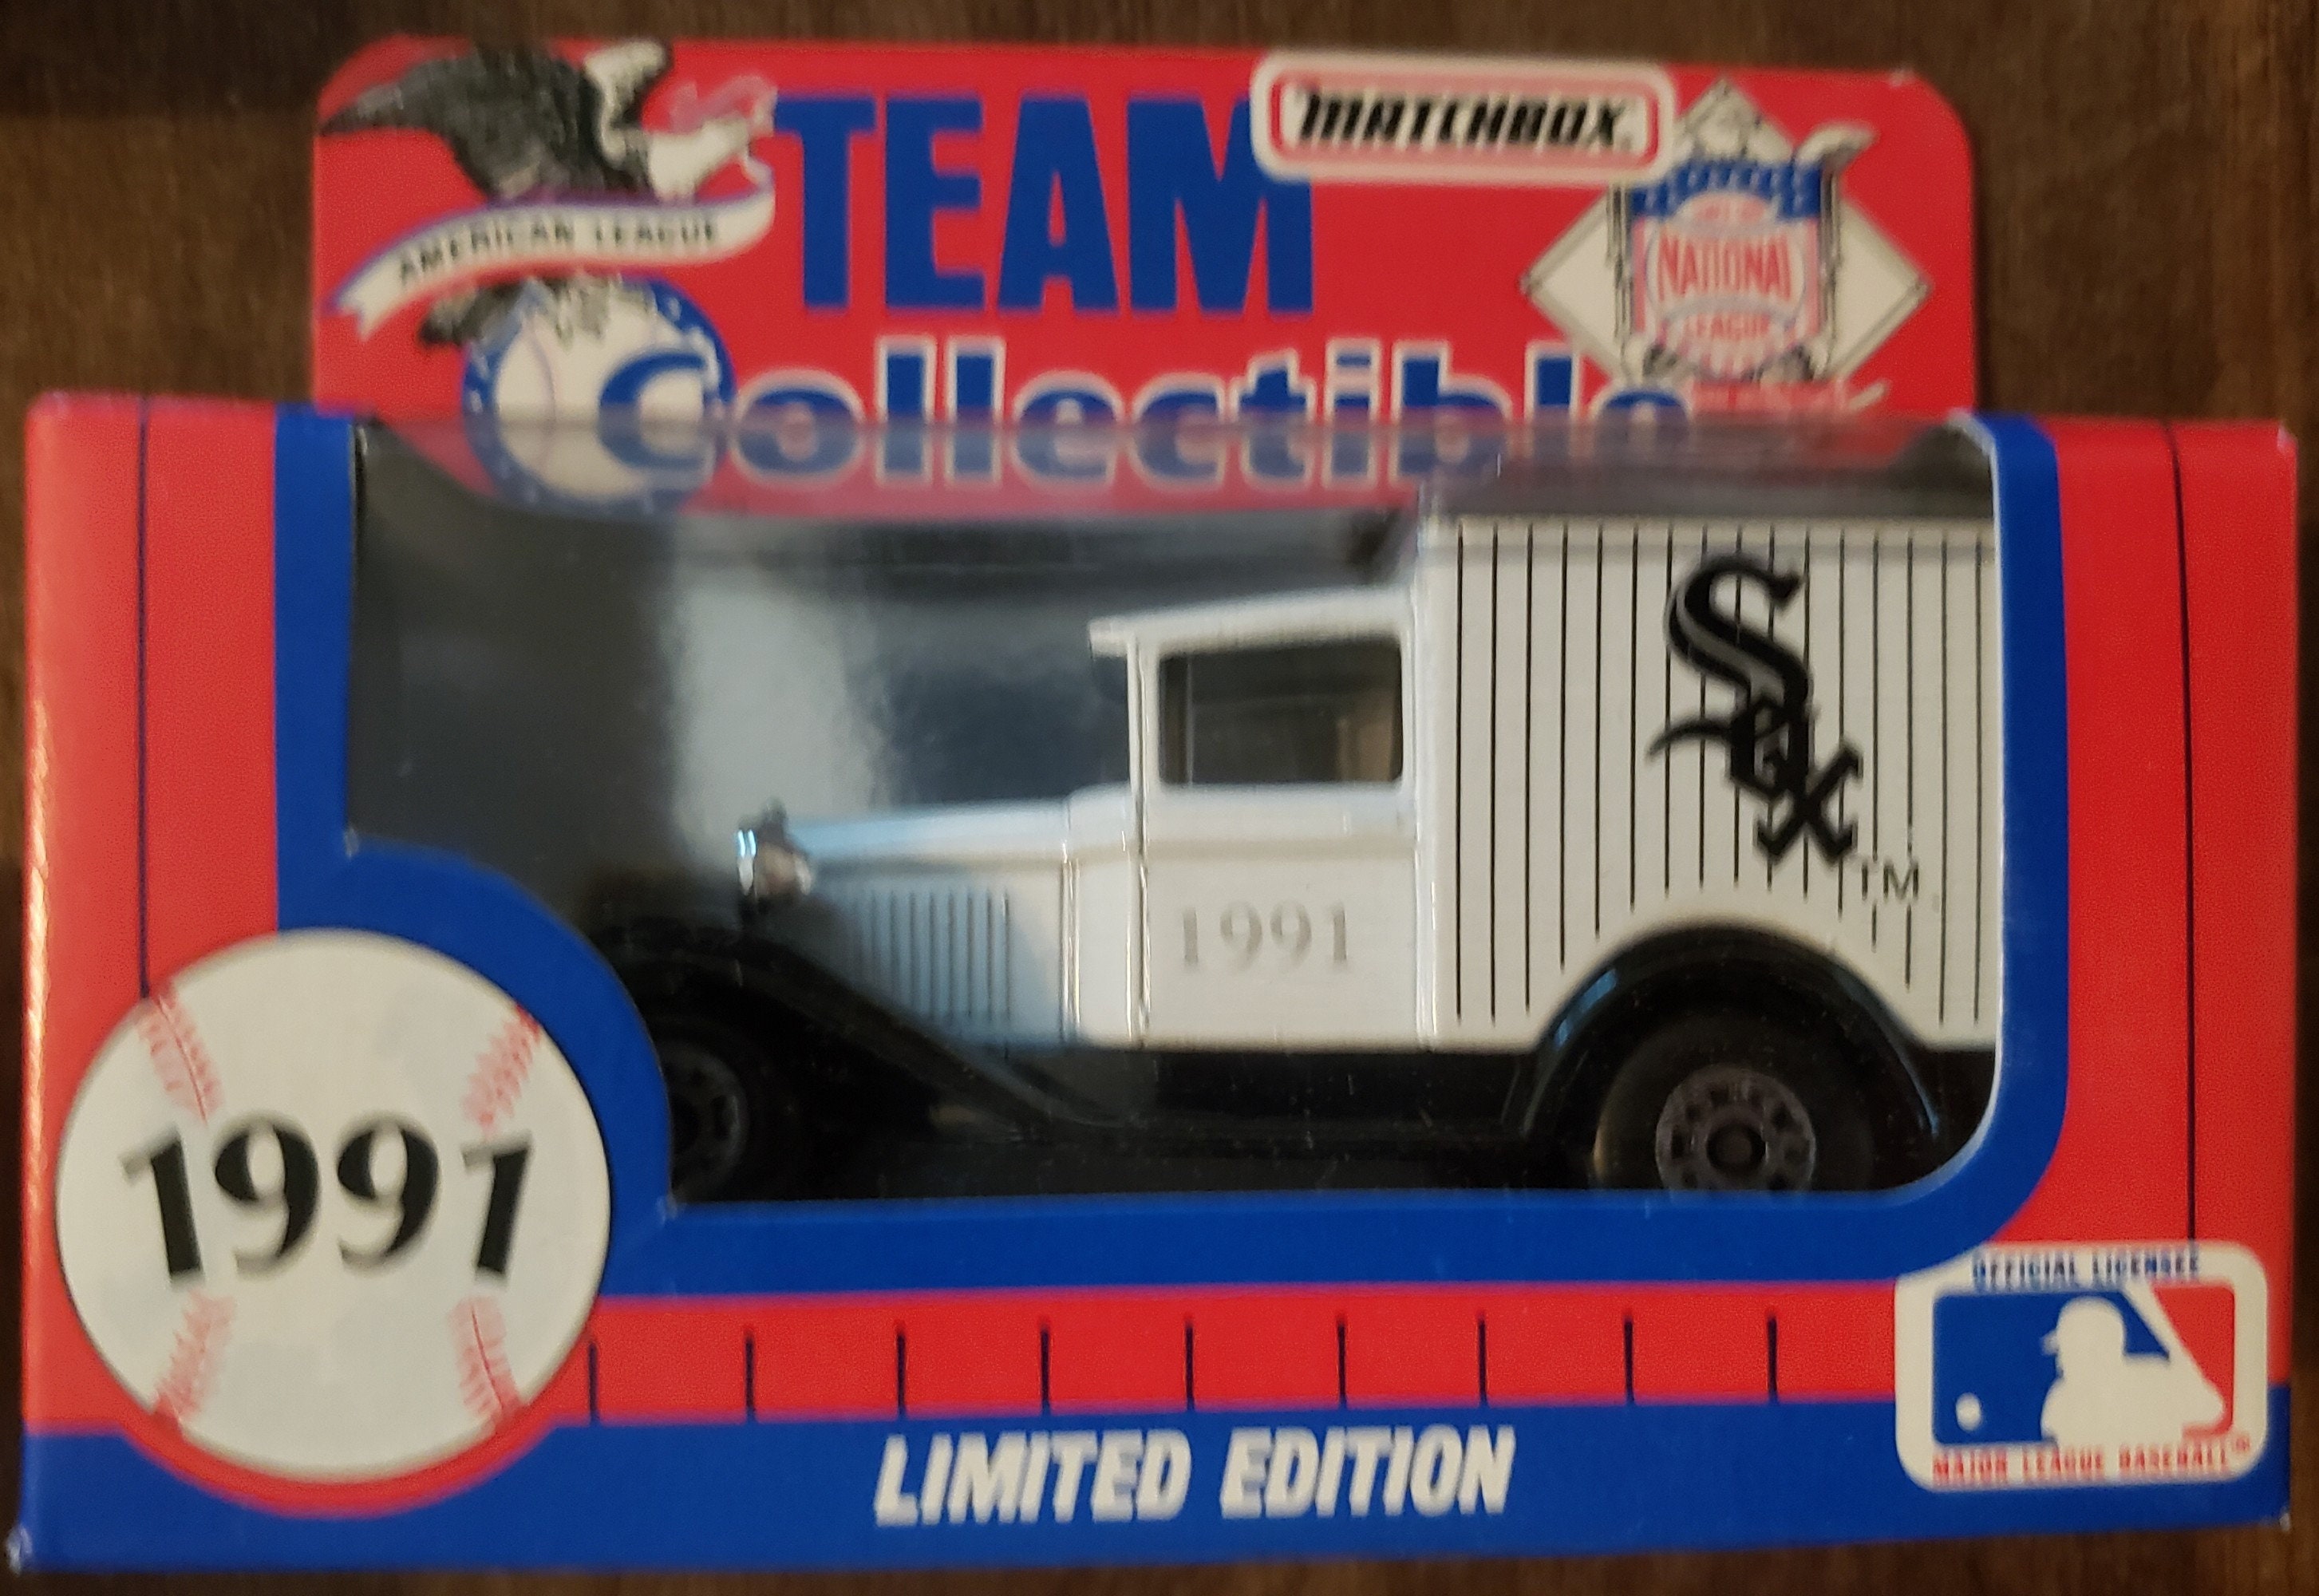 MATCHBOX®
TEAM
AMERICAN LEAGUE
NATIONAL
LEAGUE
Collectible
Sox
TM
1991
1991
OFFICIAL LICENSEE
MAJOR LEAGUE BASEBALL
LIMITED EDITION